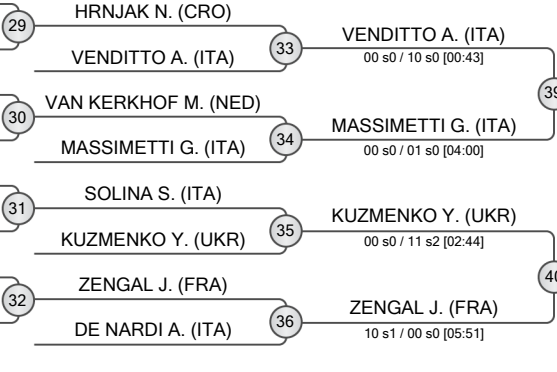 29
HRNJAK N. (CRO)
33
VENDITTO A. (ITA)
VENDITTO A. (ITA)
00 s0 / 10 s0 [00:43]
39
30
VAN KERKHOF M. (NED)
34
MASSIMETTI G. (ITA)
MASSIMETTI G. (ITA)
00 s0 / 01 s0 [04:00]
31
SOLINA S. (ITA)
35
KUZMENKO Y. (UKR)
KUZMENKO Y. (UKR)
00 s0 / 11 s2 [02:44]
40
32
ZENGAL J. (FRA)
36
DE NARDI A. (ITA)
ZENGAL J. (FRA)
10 s1 / 00 s0 [05:51]